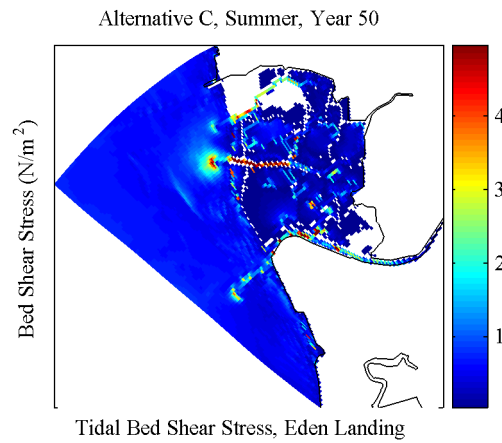 Alternative C, Summer, Year 50
Bed Shear Stress (N/m²)
4
3
2
1
Tidal Bed Shear Stress, Eden Landing